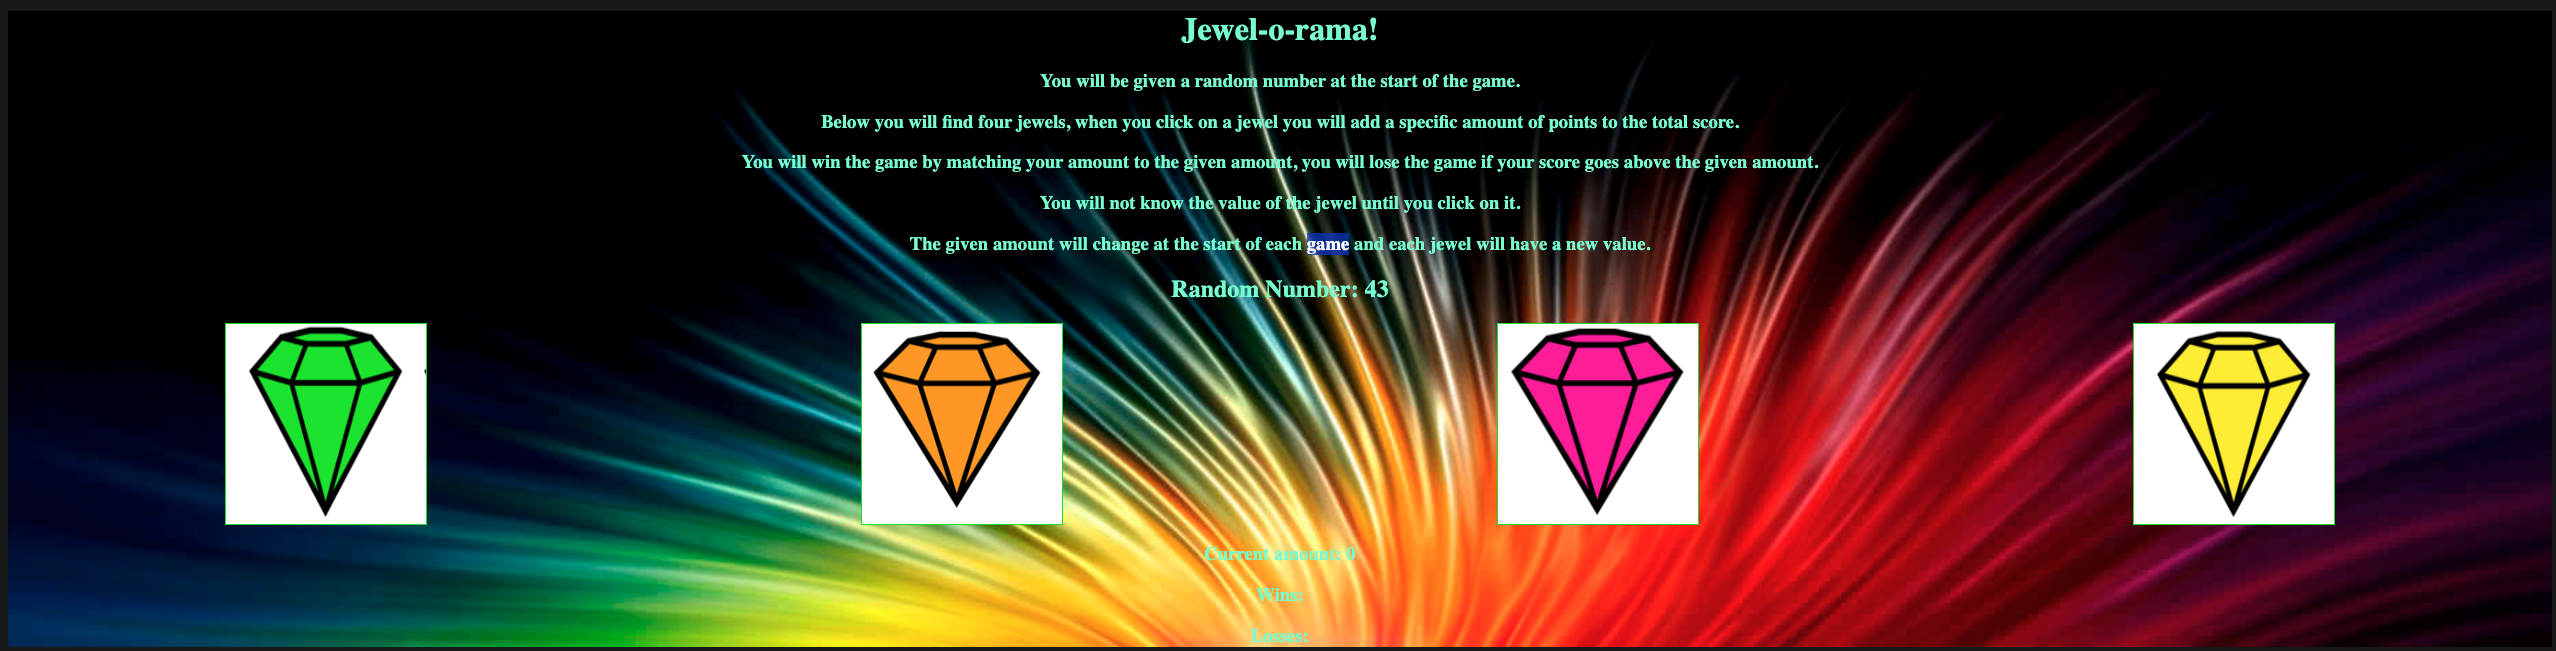 Jewel-o-rama!
You will be given a random number at the start of the game.
Below you will find four jewels, when you click on a jewel you will add a specific amount of points to the total score.
You will win the game by matching your amount to the given amount, you will lose the game if your score goes above the given amount.
You will not know the value of the jewel until you click on it.
The given amount will change at the start of each game and each jewel will have a new value.
Random Number: 43
Current amount: 0
Wins:
Losses: